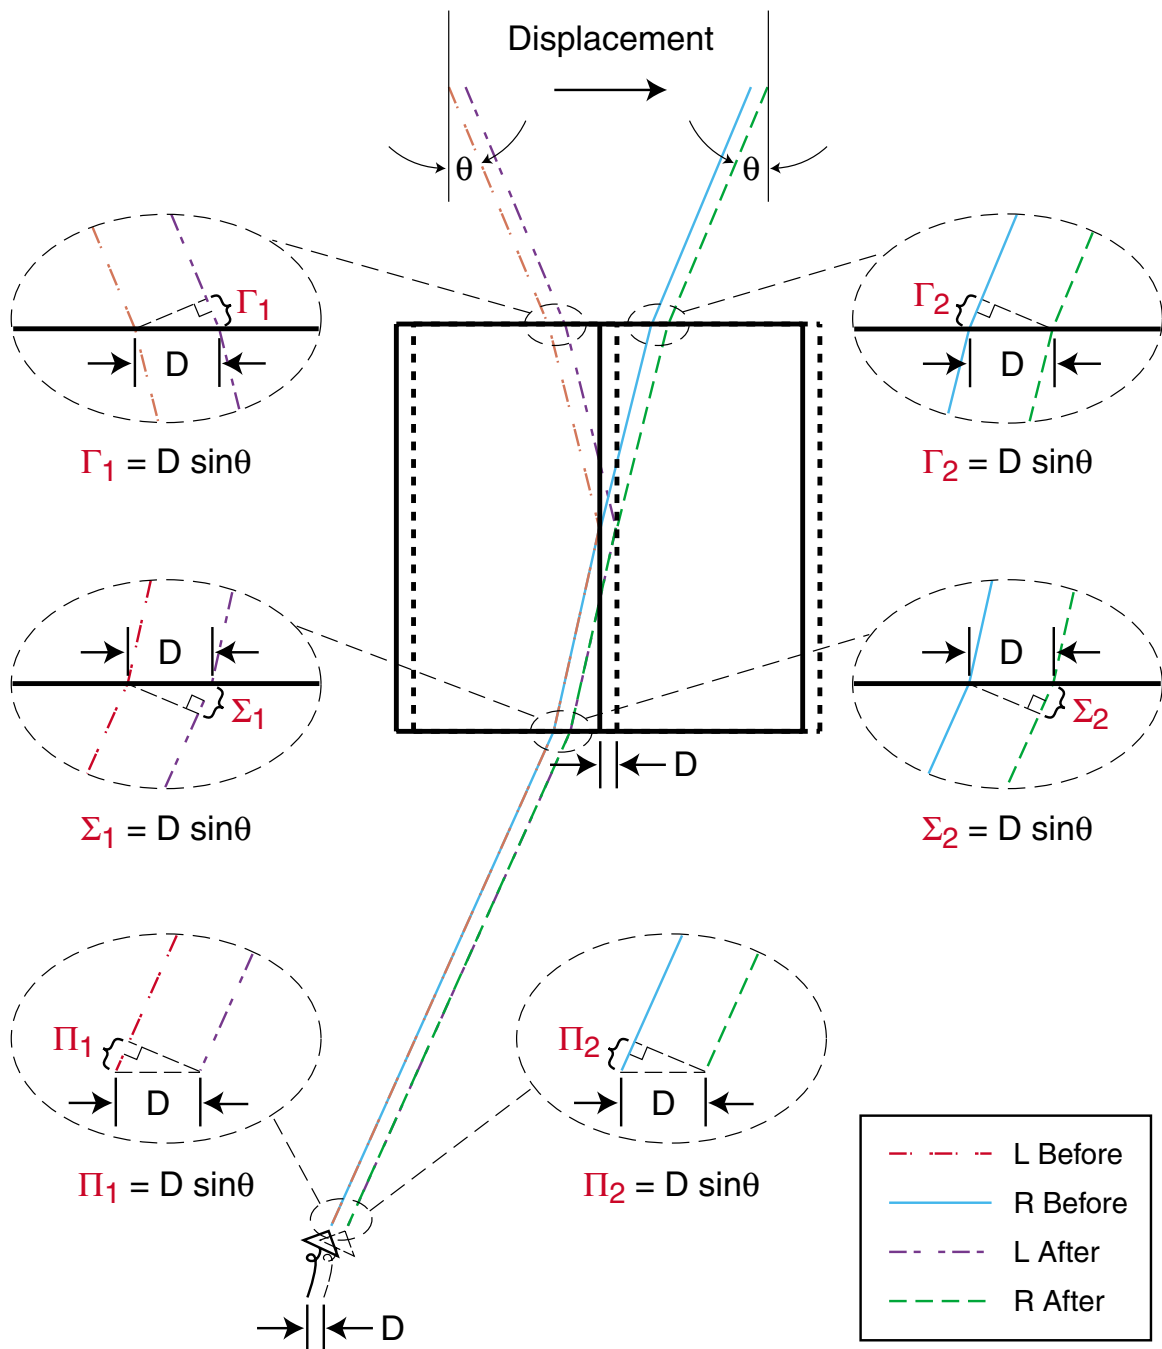 Displacement
θ θ
Γ1 Γ2
D D
Γ1 = D sinθ Γ2 = D sinθ
D D
Σ1 Σ2
D
Σ1 = D sinθ Σ2 = D sinθ
Π1 Π2
D D
Π1 = D sinθ Π2 = D sinθ
L Before
R Before
L After
R After
D